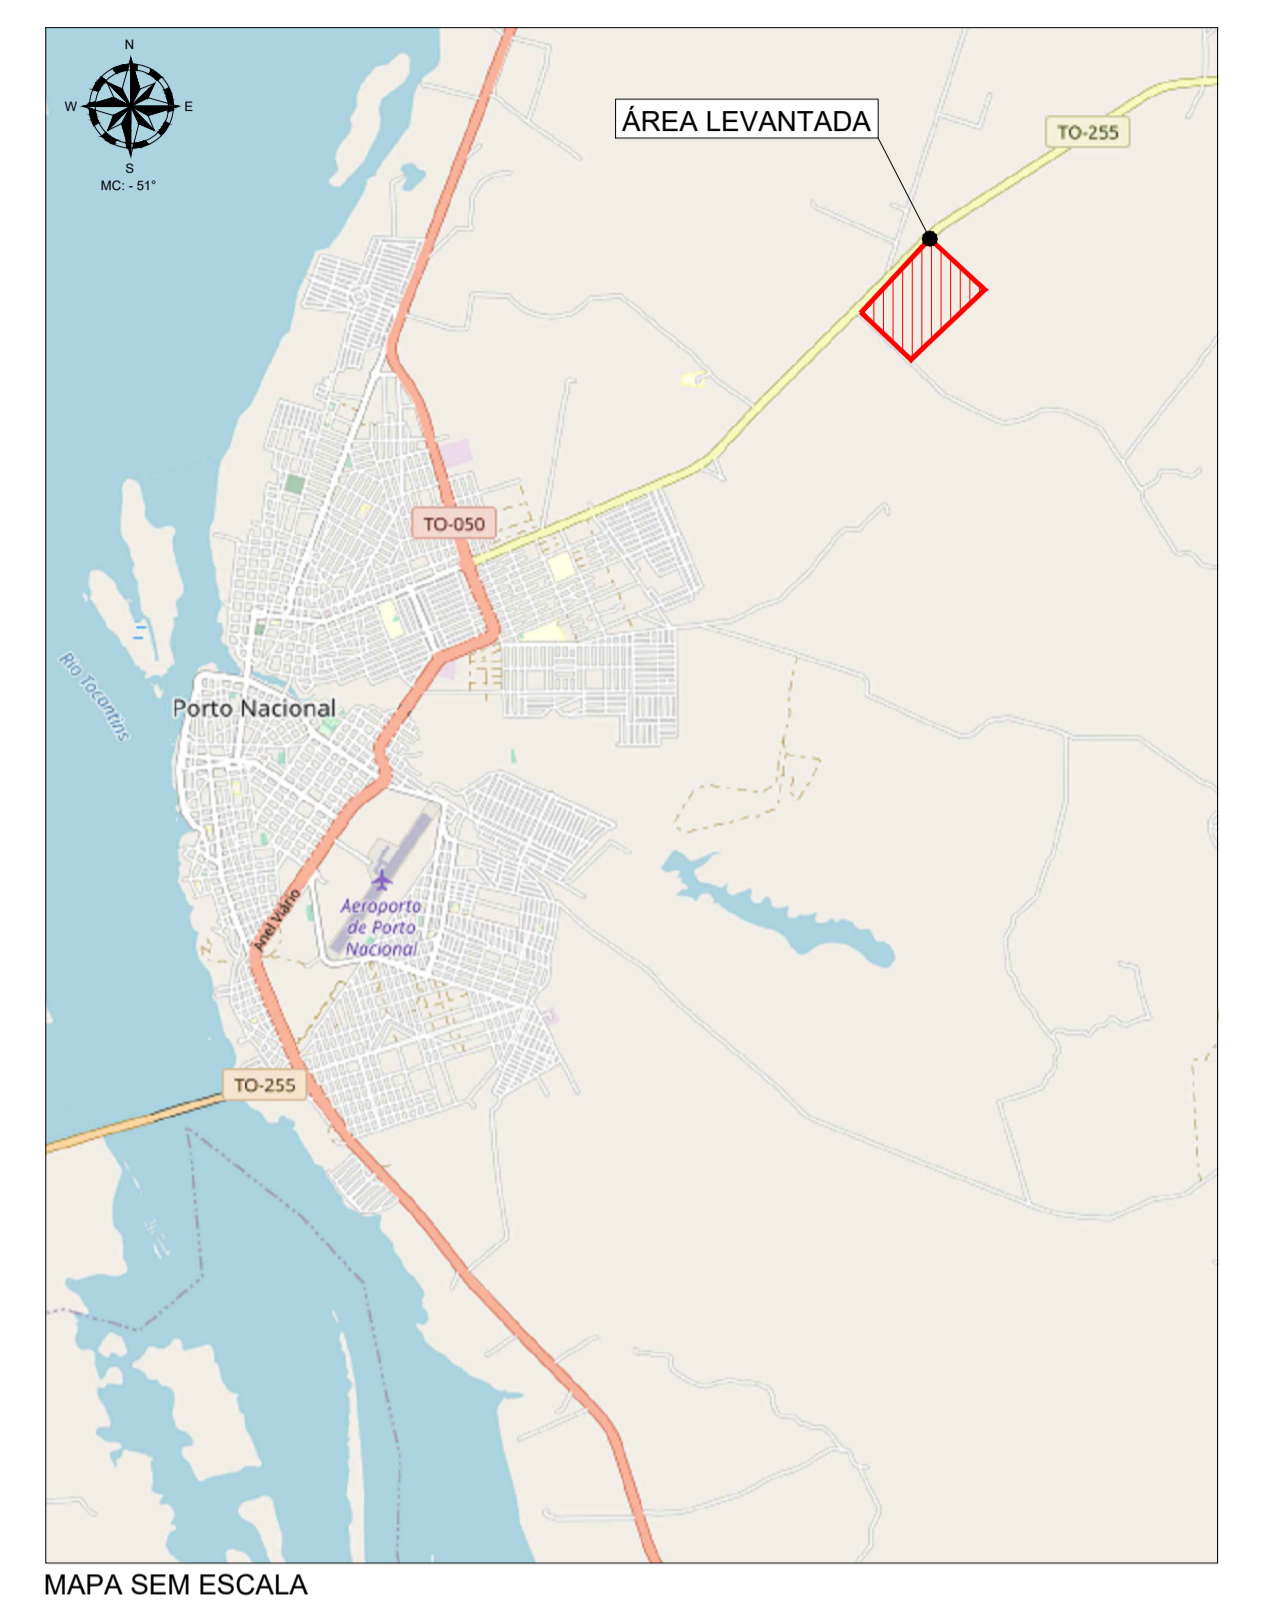 N
W
E
S
MC: - 51°
ÁREA LEVANTADA
TO-255
TO-050
Rio Tocantins
Porto Nacional
Anel Viário
Aeroporto
de Porto
Nacional
TO-255
MAPA SEM ESCALA